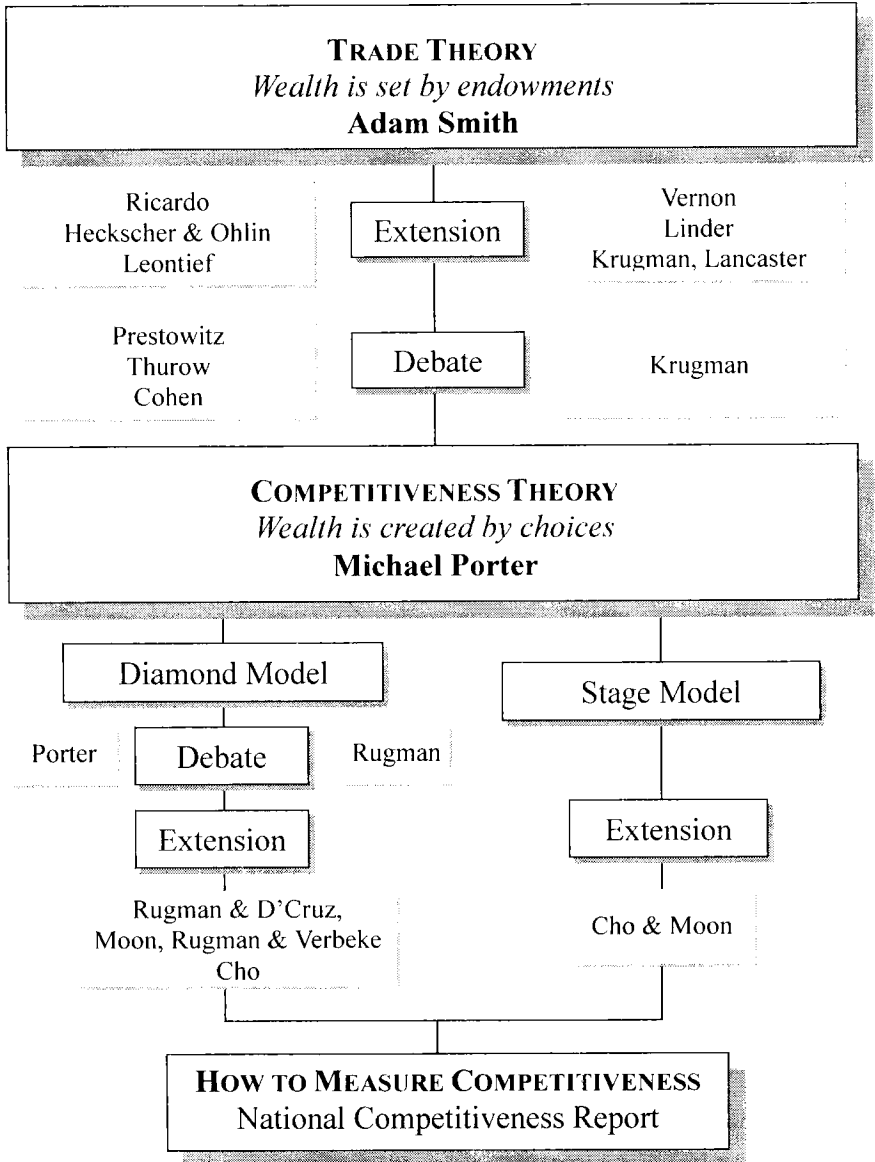 TRADE THEORY
Wealth is set by endowments
Adam Smith
Ricardo
Heckscher & Ohlin
Leontief
Extension
Vernon
Linder
Krugman, Lancaster
Prestowitz
Thurow
Cohen
Debate
Krugman
COMPETITIVENESS THEORY
Wealth is created by choices
Michael Porter
Diamond Model
Stage Model
Porter
Debate
Rugman
Extension
Extension
Rugman & D'Cruz,
Moon, Rugman & Verbeke
Cho
Cho & Moon
HOW TO MEASURE COMPETITIVENESS
National Competitiveness Report